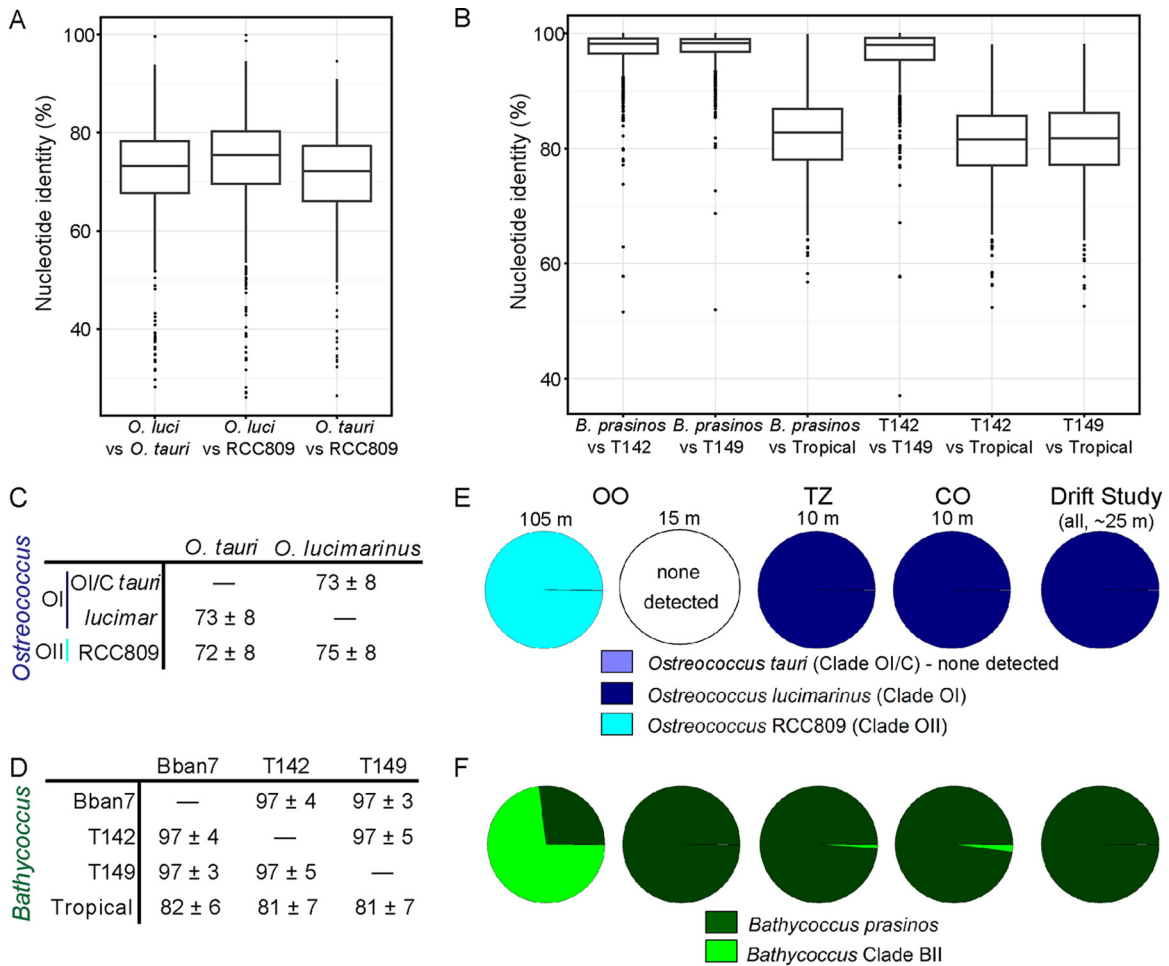 A
Nucleotide identity (%)
100
80
60
40
O. luci vs O. tauri
O. luci vs RCC809
O. tauri vs RCC809
B
Nucleotide identity (%)
100
80
60
40
B. prasinos vs T142
B. prasinos vs T149
B. prasinos vs Tropical
T142 vs T149
T142 vs Tropical
T149 vs Tropical
C
Ostreococcus
O. tauri O. lucimarinus
OI OI/C tauri — 73 ± 8
lucimar 73 ± 8 —
OII RCC809 72 ± 8 75 ± 8
D
Bathycoccus
Bban7 T142 T149
Bban7 — 97 ± 4 97 ± 3
T142 97 ± 4 — 97 ± 5
T149 97 ± 3 97 ± 5 —
Tropical 82 ± 6 81 ± 7 81 ± 7
E
OO TZ CO Drift Study
105 m 15 m 10 m 10 m (all, ~25 m)
none
detected
Ostreococcus tauri (Clade OI/C) - none detected
Ostreococcus lucimarinus (Clade OI)
Ostreococcus RCC809 (Clade OII)
F
Bathycoccus prasinos
Bathycoccus Clade BII